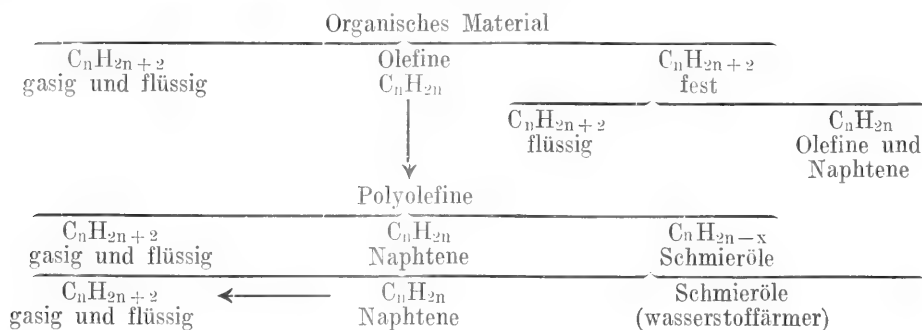 Organisches Material
CₙH₂ₙ₊₂ Olefine CₙH₂ₙ₊₂
gasig und flüssig CₙH₂ₙ fest
CₙH₂ₙ₊₂ CₙH₂ₙ
flüssig Olefine und
Naphtene
Polyolefine
CₙH₂ₙ₊₂ CₙH₂ₙ CₙH₂ₙ₋ₓ
gasig und flüssig Naphtene Schmieröle
CₙH₂ₙ₊₂ CₙH₂ₙ Schmieröle
gasig und flüssig Naphtene (wasserstoffärmer)